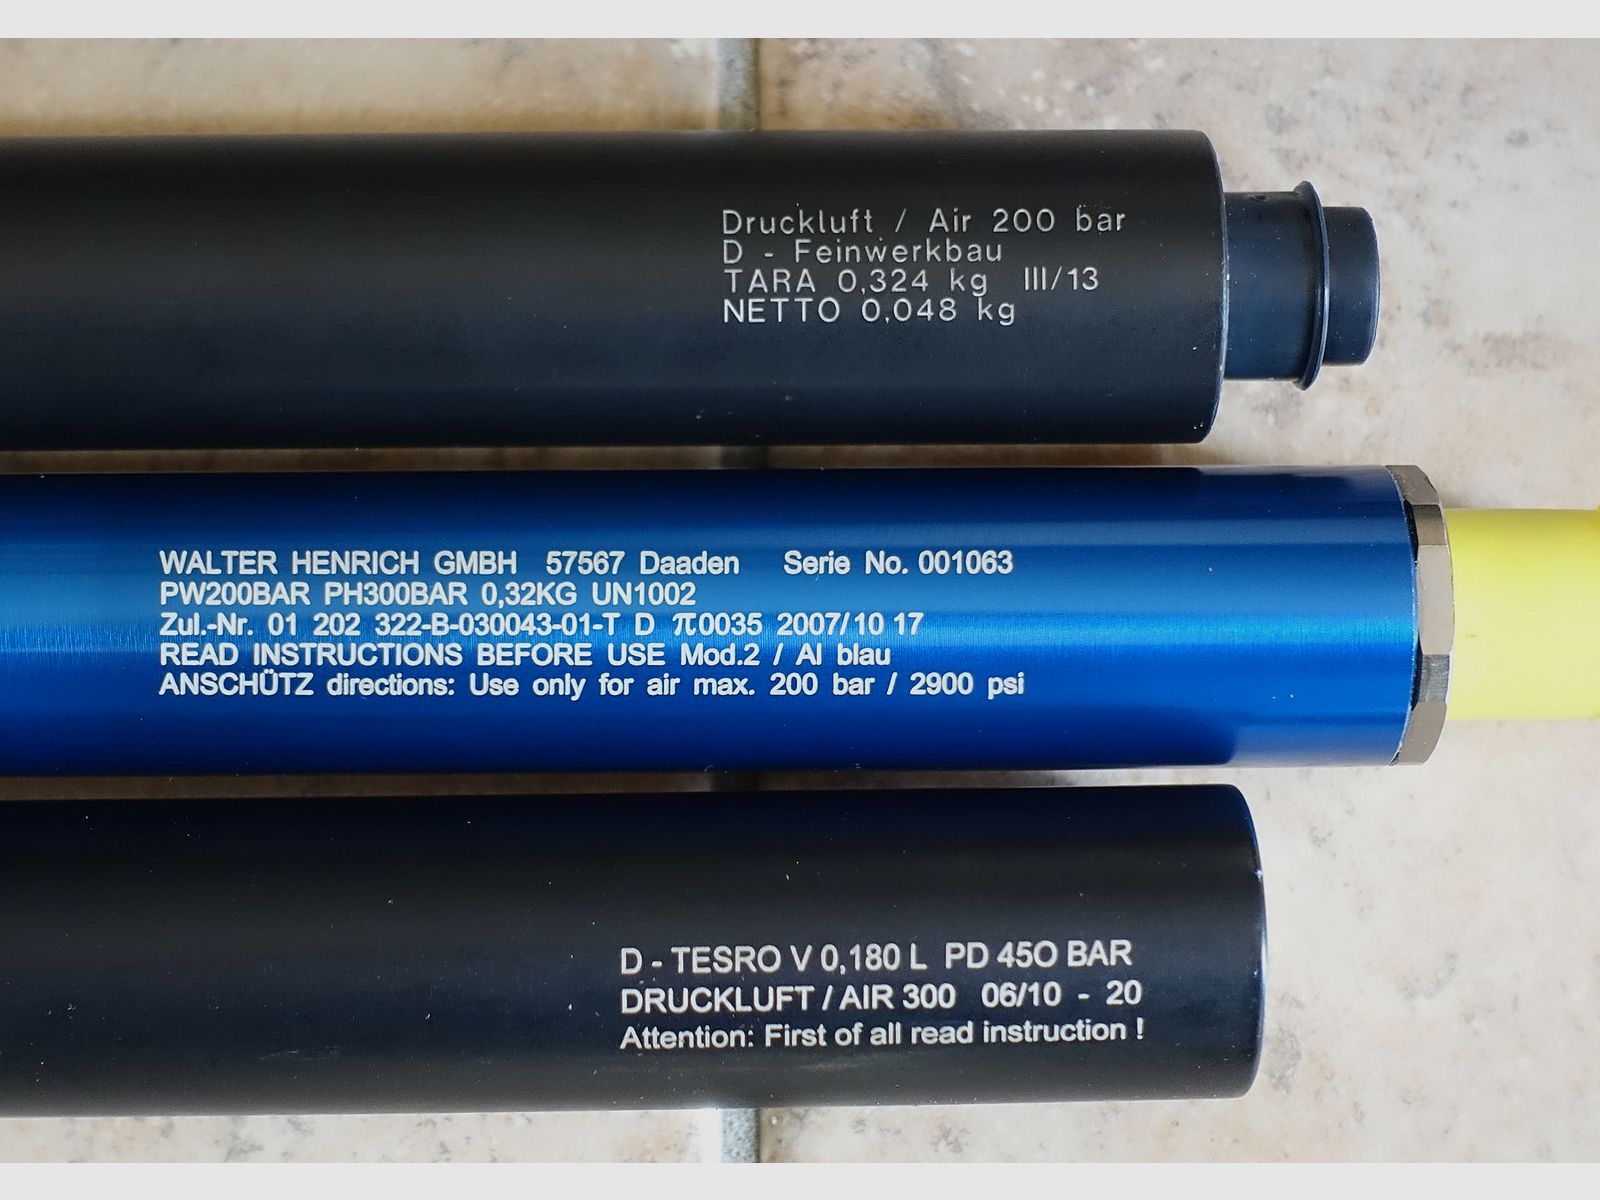 Druckluft / Air 200 bar
D - Feinwerkbau
TARA 0,324 kg III/13
NETTO 0,048 kg
WALTER HENRICH GMBH 57567 Daaden Serie No. 001063
PW200BAR PH300BAR 0,32KG UN1002
Zul.-Nr. 01 202 322-B-030043-01-T D π0035 2007/10 17
READ INSTRUCTIONS BEFORE USE Mod.2 / Al blau
ANSCHÜTZ directions: Use only for air max. 200 bar / 2900 psi
D - TESRO V 0,180 L PD 450 BAR
DRUCKLUFT / AIR 300 06/10 - 20
Attention: First of all read instruction !